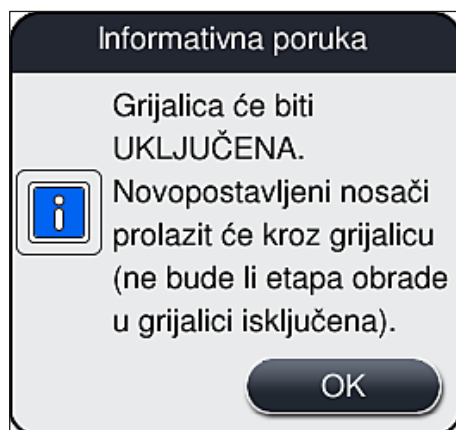 Informativna poruka
Grijalica će biti
UKLJUČENA.
Novopostavljeni nosači
prolazit će kroz grijalicu
(ne bude li etapa obrade
u grijalici isključena).
OK